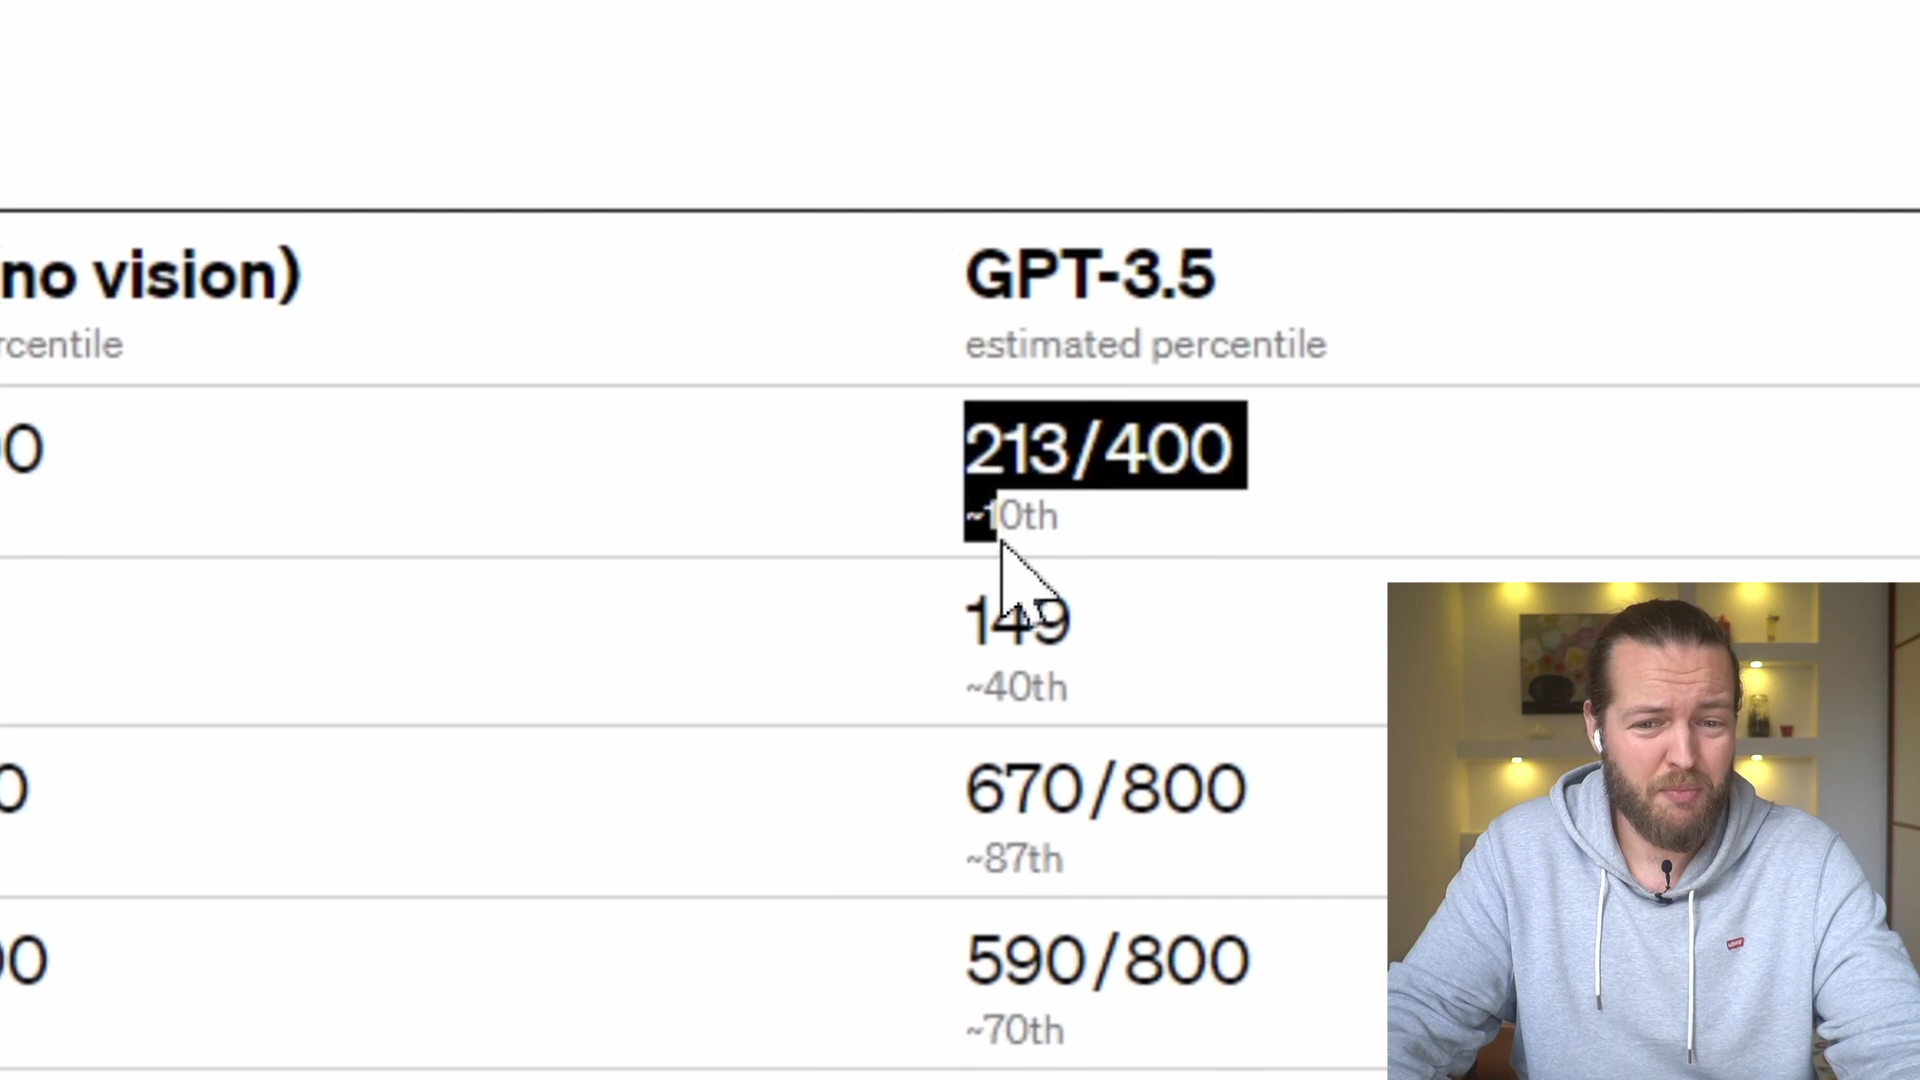 no vision) GPT-3.5
rcentile estimated percentile
00 213/400
~10th
149
~40th
0 670/800
~87th
00 590/800
~70th